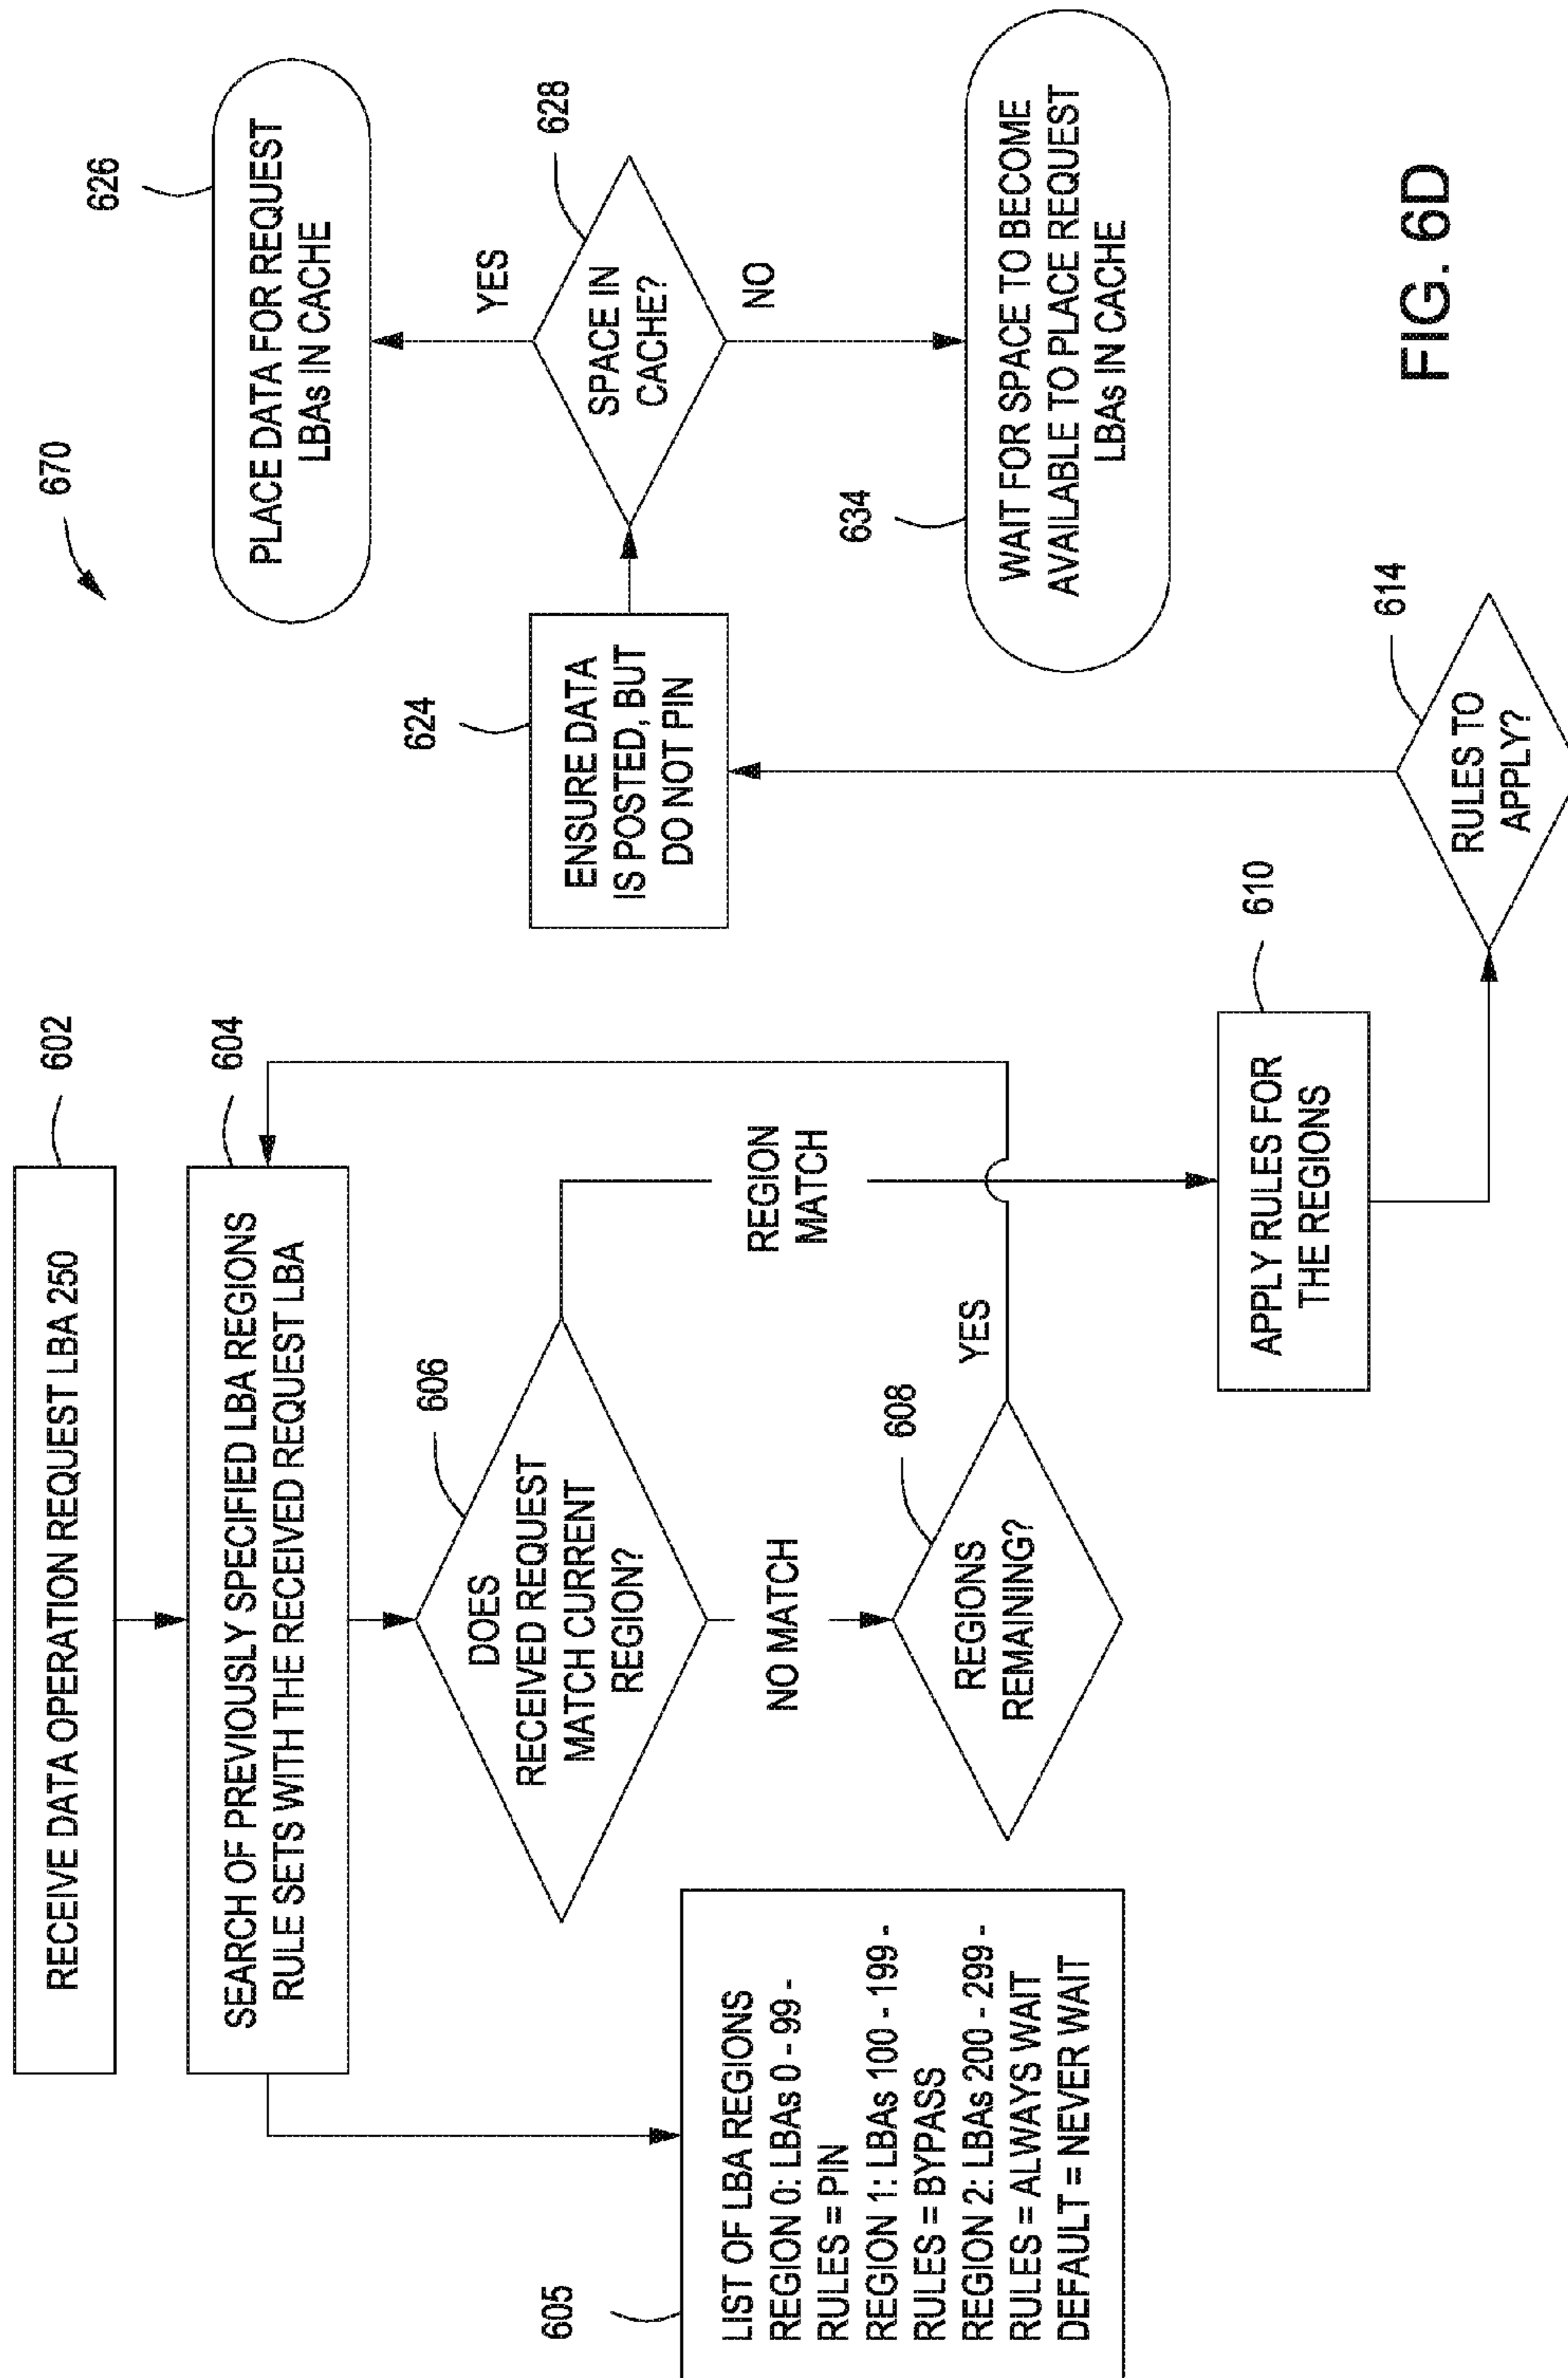 670
602
RECEIVE DATA OPERATION REQUEST LBA 250
604
SEARCH OF PREVIOUSLY SPECIFIED LBA REGIONS
RULE SETS WITH THE RECEIVED REQUEST LBA
605
LIST OF LBA REGIONS
REGION 0: LBAs 0 - 99 -
RULES = PIN
REGION 1: LBAs 100 - 199 -
RULES = BYPASS
REGION 2: LBAs 200 - 299 -
RULES = ALWAYS WAIT
DEFAULT = NEVER WAIT
606
DOES
RECEIVED REQUEST
MATCH CURRENT
REGION?
REGION
MATCH
NO MATCH
608
REGIONS
REMAINING?
YES
610
APPLY RULES FOR
THE REGIONS
614
RULES TO
APPLY?
624
ENSURE DATA
IS POSTED, BUT
DO NOT PIN
628
SPACE IN
CACHE?
YES
626
PLACE DATA FOR REQUEST
LBAs IN CACHE
NO
634
WAIT FOR SPACE TO BECOME
AVAILABLE TO PLACE REQUEST
LBAs IN CACHE
FIG. 6D